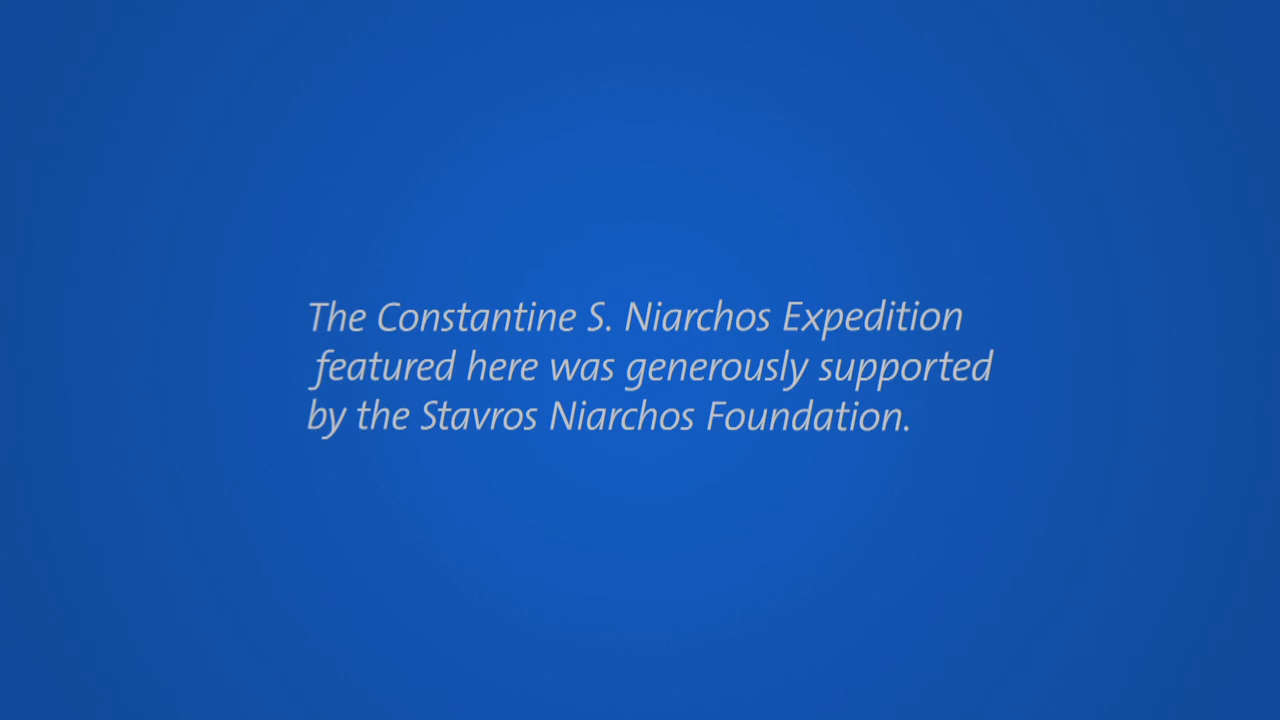 The Constantine S. Niarchos Expedition
featured here was generously supported
by the Stavros Niarchos Foundation.